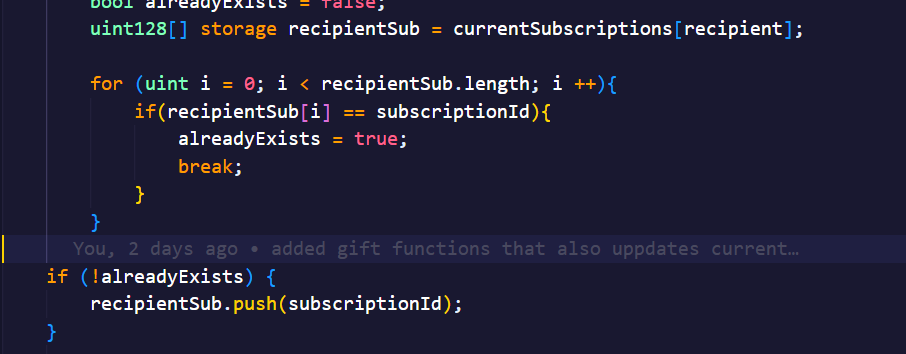 bool alreadyExists = false;
uint128[] storage recipientSub = currentSubscriptions[recipient];
for (uint i = 0; i < recipientSub.length; i ++){
if(recipientSub[i] == subscriptionId){
alreadyExists = true;
break;
}
}
You, 2 days ago • added gift functions that also uppdates current…
if (!alreadyExists) {
recipientSub.push(subscriptionId);
}